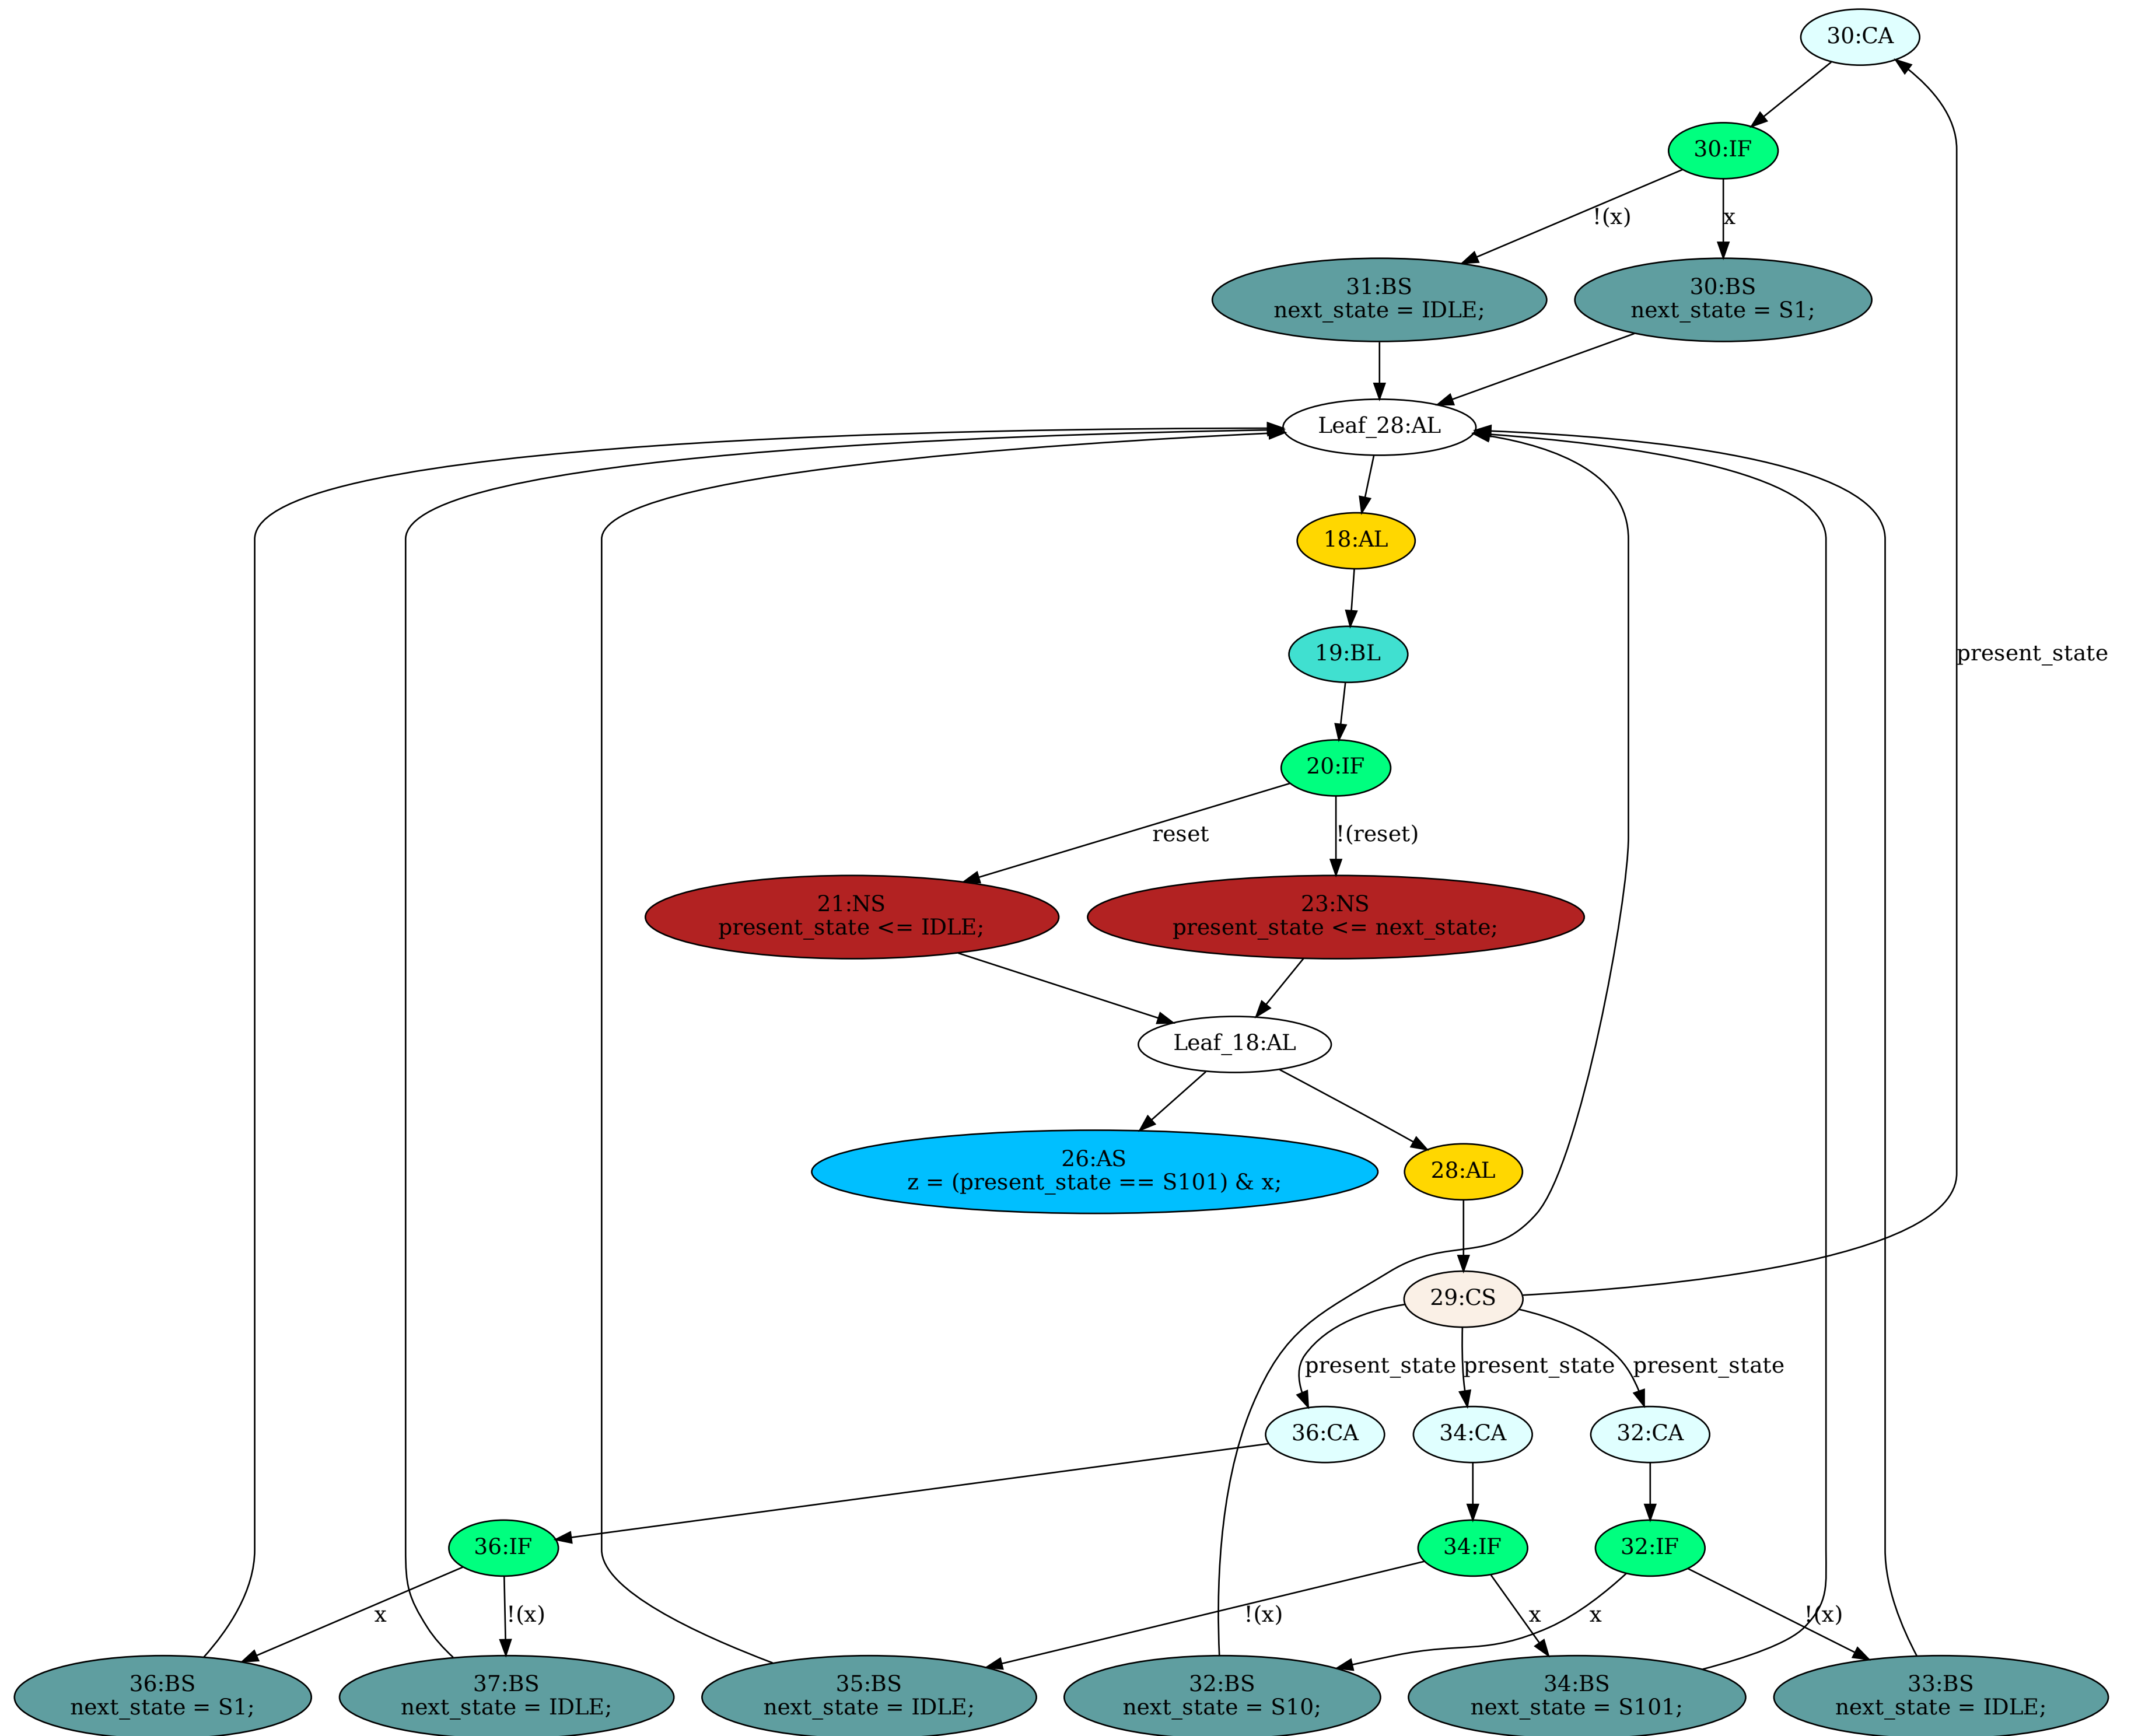 30:CA
30:IF
!(x)
x
31:BS
next_state = IDLE;
30:BS
next_state = S1;
Leaf_28:AL
18:AL
19:BL
present_state
20:IF
reset
!(reset)
21:NS
present_state <= IDLE;
23:NS
present_state <= next_state;
Leaf_18:AL
26:AS
z = (present_state == S101) & x;
28:AL
29:CS
present_state
present_state
present_state
36:CA
34:CA
32:CA
36:IF
34:IF
32:IF
x
!(x)
!(x)
x
x
!(x)
36:BS
next_state = S1;
37:BS
next_state = IDLE;
35:BS
next_state = IDLE;
32:BS
next_state = S10;
34:BS
next_state = S101;
33:BS
next_state = IDLE;